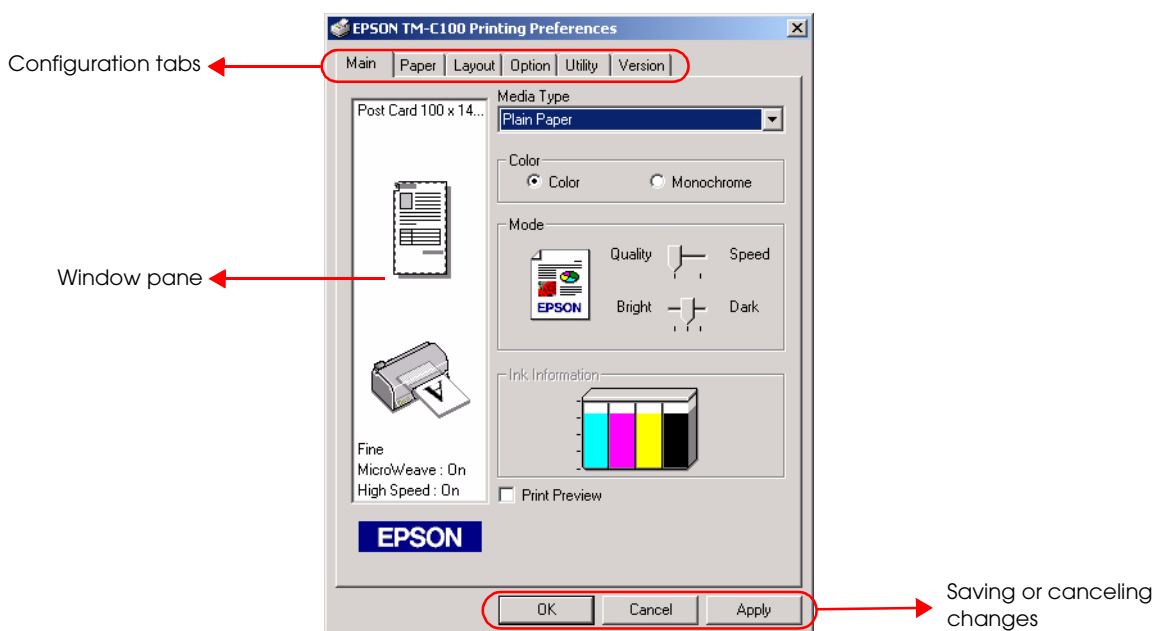 EPSON TM-C100 Printing Preferences
Configuration tabs
Main Paper Layout Option Utility Version
Post Card 100 x 14...
Media Type
Plain Paper
Color
Color Monochrome
Mode
Quality Speed
EPSON
Bright Dark
Window pane
Ink Information
Fine
MicroWeave : On
High Speed : On
Print Preview
EPSON
OK Cancel Apply
Saving or canceling
changes